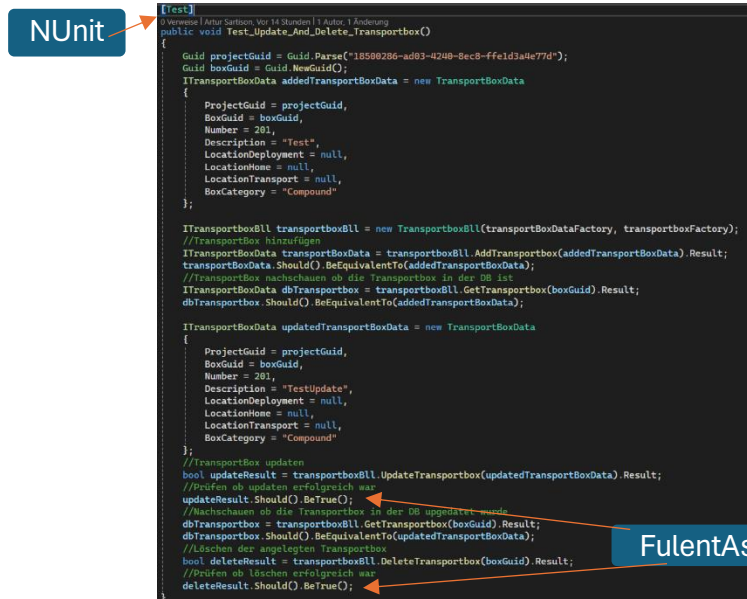 NUnit
[Test]
0 Verweise | Artur Sartison, Vor 14 Stunden | 1 Autor, 1 Änderung
public void Test_Update_And_Delete_Transportbox()
{
Guid projectGuid = Guid.Parse("18500286-ad03-4240-8ec8-ffe1d3a4e77d");
Guid boxGuid = Guid.NewGuid();
ITransportBoxData addedTransportBoxData = new TransportBoxData
{
ProjectGuid = projectGuid,
BoxGuid = boxGuid,
Number = 201,
Description = "Test",
LocationDeployment = null,
LocationHome = null,
LocationTransport = null,
BoxCategory = "Compound"
};
ITransportboxBll transportboxBll = new TransportboxBll(transportBoxDataFactory, transportboxFactory);
//TransportBox hinzufügen
ITransportBoxData transportboxData = transportboxBll.AddTransportbox(addedTransportBoxData).Result;
transportboxData.Should().BeEquivalentTo(addedTransportBoxData);
//TransportBox nachschauen ob die Transportbox in der DB ist
ITransportBoxData dbTransportbox = transportboxBll.GetTransportbox(boxGuid).Result;
dbTransportbox.Should().BeEquivalentTo(addedTransportBoxData);
ITransportBoxData updatedTransportBoxData = new TransportBoxData
{
ProjectGuid = projectGuid,
BoxGuid = boxGuid,
Number = 201,
Description = "TestUpdate",
LocationDeployment = null,
LocationHome = null,
LocationTransport = null,
BoxCategory = "Compound"
};
//TransportBox updaten
bool updateResult = transportboxBll.UpdateTransportbox(updatedTransportBoxData).Result;
//Prüfen ob updaten erfolgreich war
updateResult.Should().BeTrue();
//Nachschauen ob die Transportbox in der DB upgedatet wurde
dbTransportbox = transportboxBll.GetTransportbox(boxGuid).Result;
dbTransportbox.Should().BeEquivalentTo(updatedTransportBoxData);
FulentAs
//Löschen der angelegten Transportbox
bool deleteResult = transportboxBll.DeleteTransportbox(boxGuid).Result;
//Prüfen ob löschen erfolgreich war
deleteResult.Should().BeTrue();
}